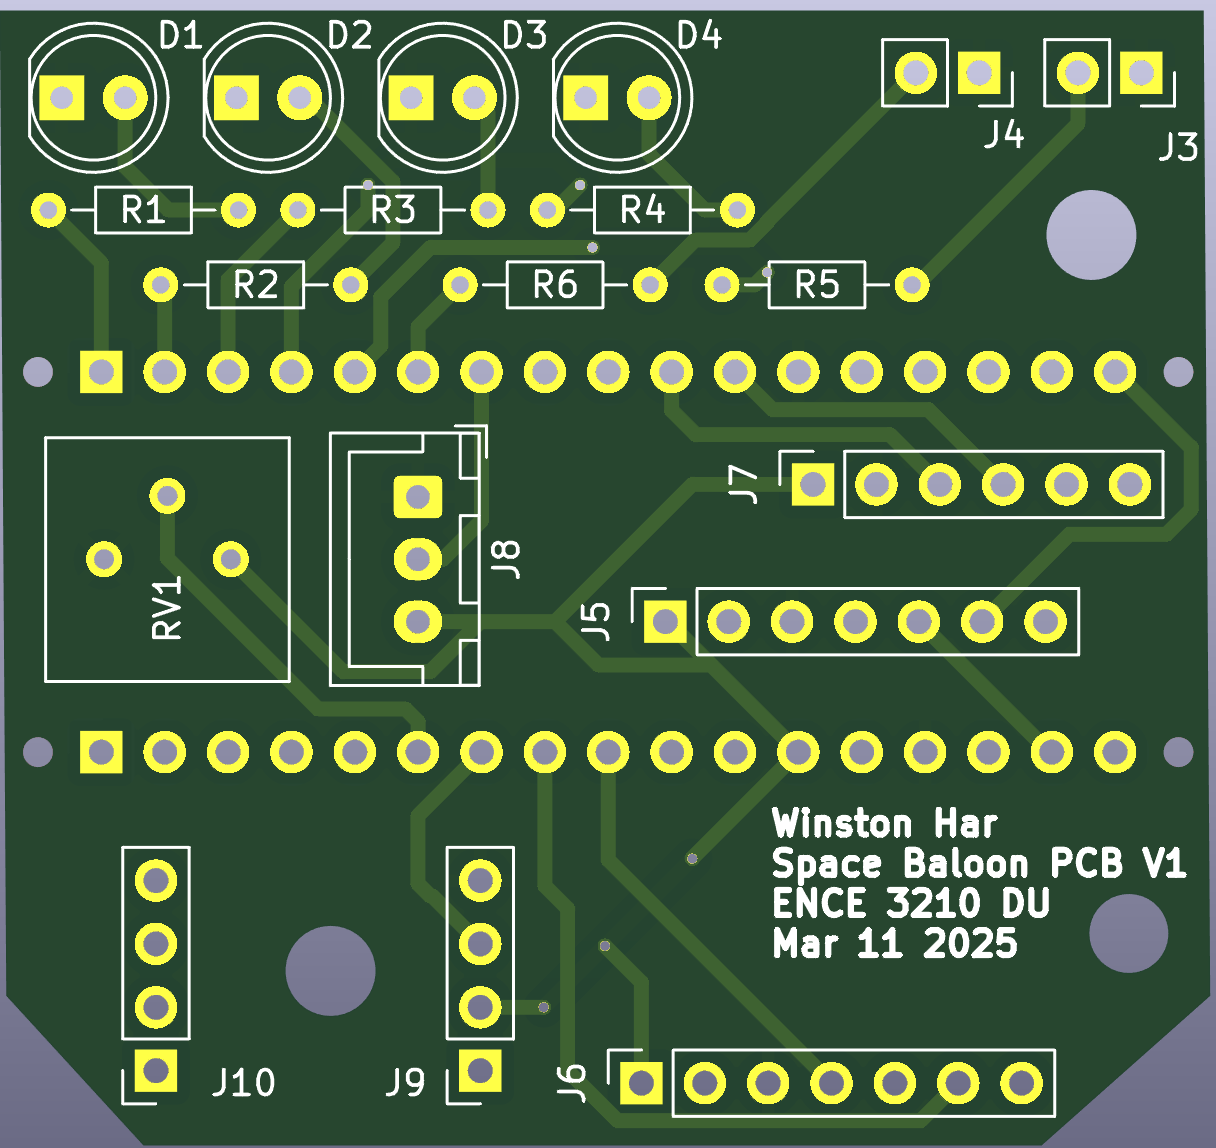 D1 D2 D3 D4
J4 J3
R1 R3 R4
R2 R6 R5
J7
J8
RV1
J5
Winston Har
Space Baloon PCB V1
ENCE 3210 DU
Mar 11 2025
J10 J9 J6